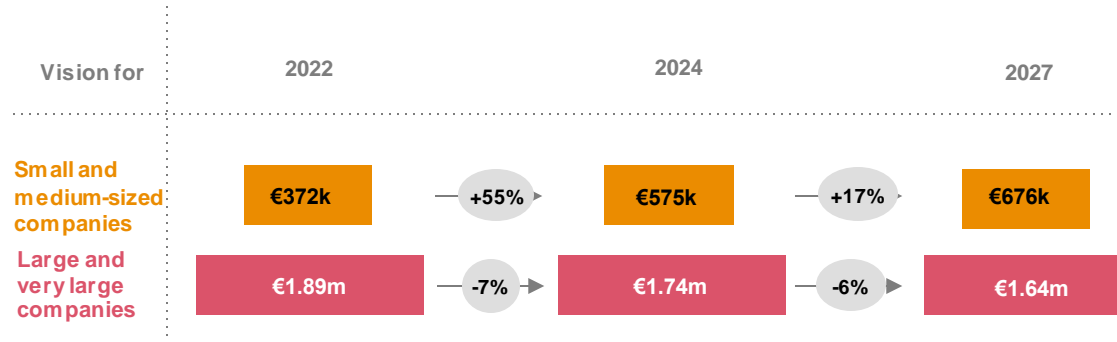 Vision for 2022 2024 2027
Small and
medium-sized
companies
€372k +55% €575k +17% €676k
Large and
very large
companies
€1.89m -7% €1.74m -6% €1.64m